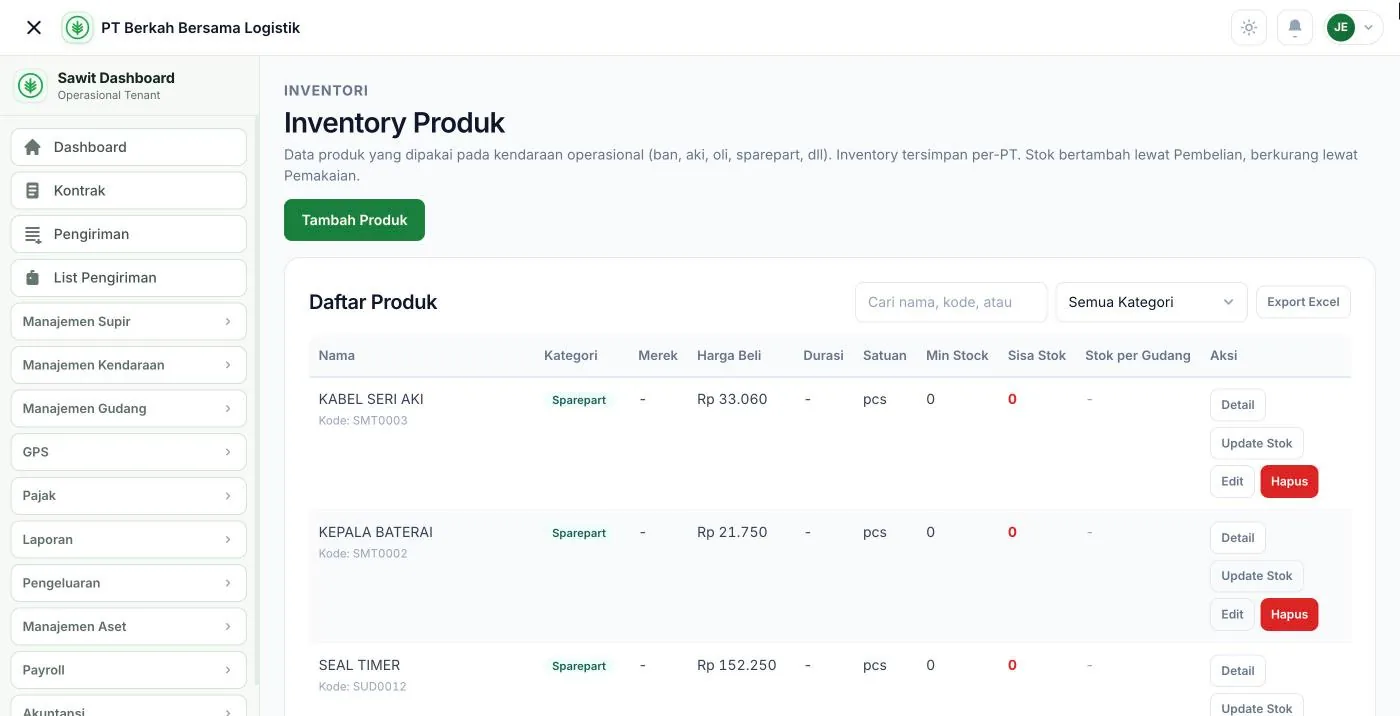 PT Berkah Bersama Logistik
JE
Sawit Dashboard
Operasional Tenant
Dashboard
Kontrak
Pengiriman
List Pengiriman
Manajemen Supir
Manajemen Kendaraan
Manajemen Gudang
GPS
Pajak
Laporan
Pengeluaran
Manajemen Aset
Payroll
Akuntansi
INVENTORI
Inventory Produk
Data produk yang dipakai pada kendaraan operasional (ban, aki, oli, sparepart, dll). Inventory tersimpan per-PT. Stok bertambah lewat Pembelian, berkurang lewat
Pemakaian.
Tambah Produk
Daftar Produk
Cari nama, kode, atau
Semua Kategori
Export Excel
Nama Kategori Merek Harga Beli Durasi Satuan Min Stock Sisa Stok Stok per Gudang Aksi
KABEL SERI AKI Sparepart - Rp 33.060 - pcs 0 0 - Detail
Kode: SMT0003
Update Stok
Edit Hapus
KEPALA BATERAI Sparepart - Rp 21.750 - pcs 0 0 - Detail
Kode: SMT0002
Update Stok
Edit Hapus
SEAL TIMER Sparepart - Rp 152.250 - pcs 0 0 - Detail
Kode: SUD0012
Update Stok